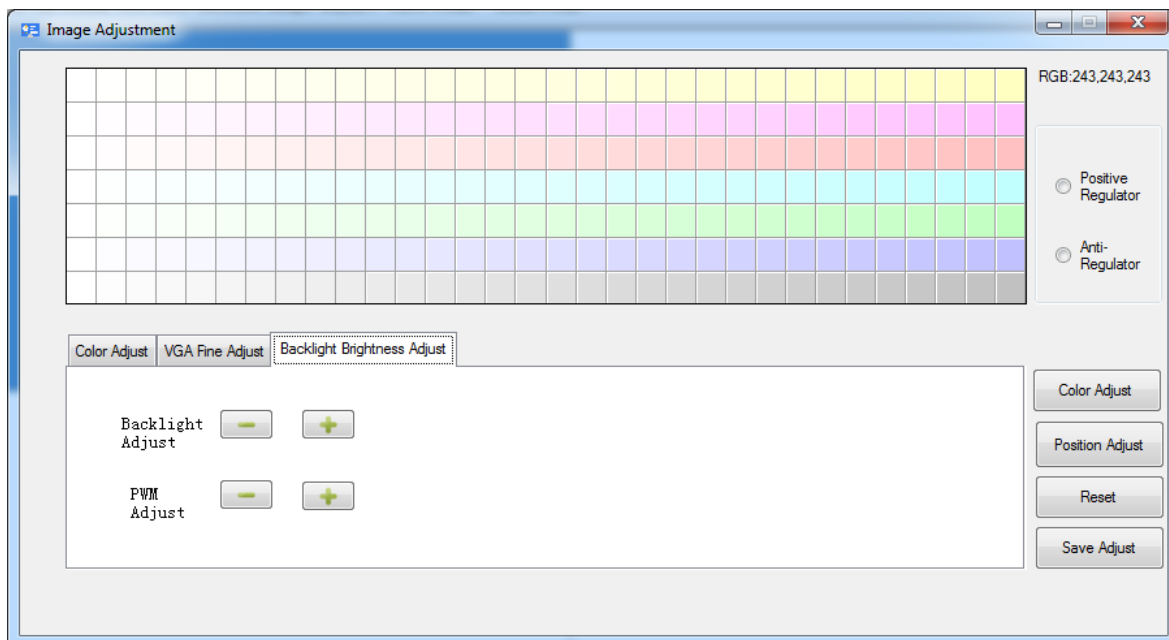 Image Adjustment
RGB:243,243,243
Positive
Regulator
Anti-
Regulator
Color Adjust
VGA Fine Adjust
Backlight Brightness Adjust
Backlight
Adjust
PWM
Adjust
Color Adjust
Position Adjust
Reset
Save Adjust